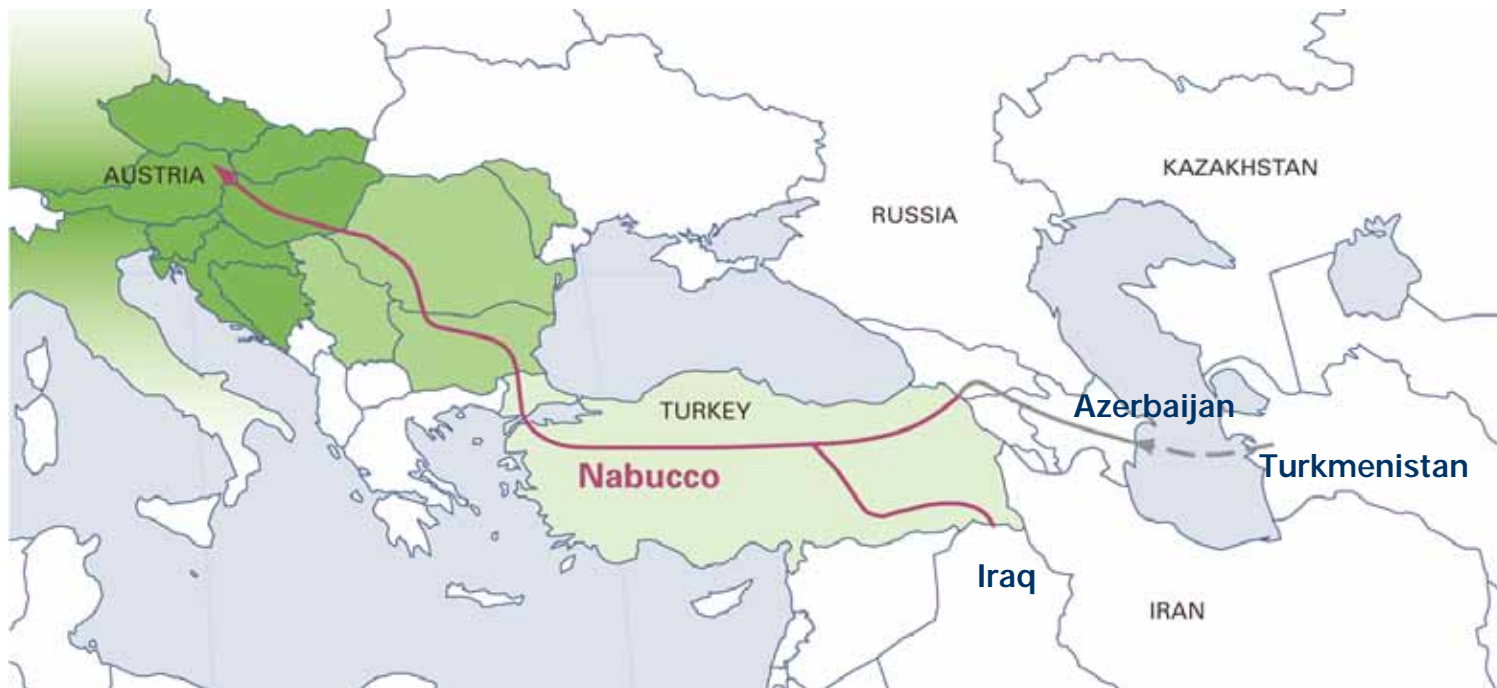 AUSTRIA
KAZAKHSTAN
RUSSIA
TURKEY
Azerbaijan
Nabucco
Turkmenistan
Iraq
IRAN